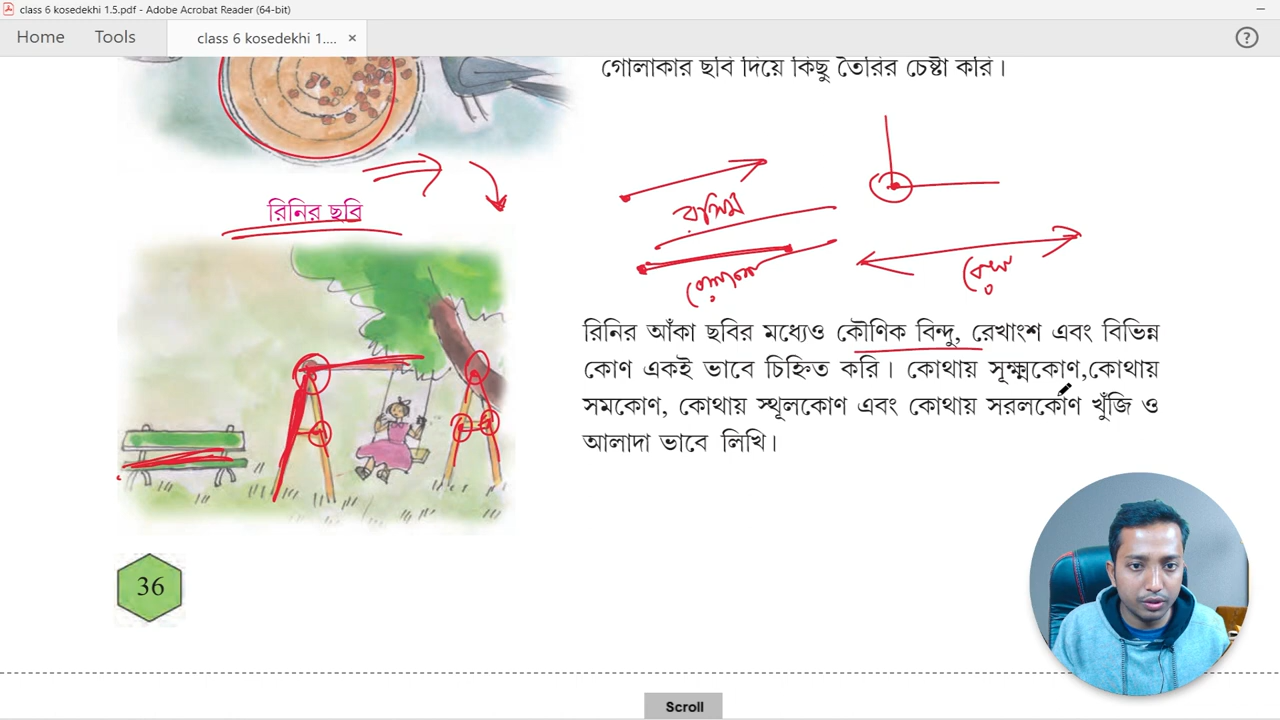 class 6 kosedekhi 1.5.pdf - Adobe Acrobat Reader (64-bit)
Home Tools class 6 kosedekhi 1.... ×
গোলাকার ছবি দিয়ে কিছু তৈরির চেষ্টা করি।
রিনির ছবি
রশ্মি
রেখাংশ
রেখা
রিনির আঁকা ছবির মধ্যেও কৌণিক বিন্দু, রেখাংশ এবং বিভিন্ন
কোণ একই ভাবে চিহ্নিত করি। কোথায় সূক্ষ্মকোণ,কোথায়
সমকোণ, কোথায় স্থূলকোণ এবং কোথায় সরলকোণ খুঁজি ও
আলাদা ভাবে লিখি।
36
Scroll